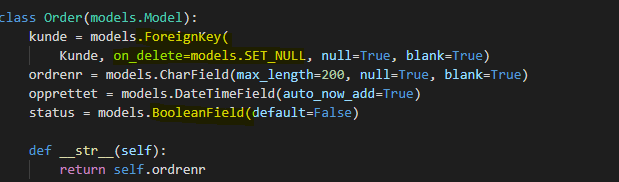 class Order(models.Model):
    kunde = models.ForeignKey(
        Kunde, on_delete=models.SET_NULL, null=True, blank=True)
    ordrenr = models.CharField(max_length=200, null=True, blank=True)
    opprettet = models.DateTimeField(auto_now_add=True)
    status = models.BooleanField(default=False)

    def __str__(self):
        return self.ordrenr